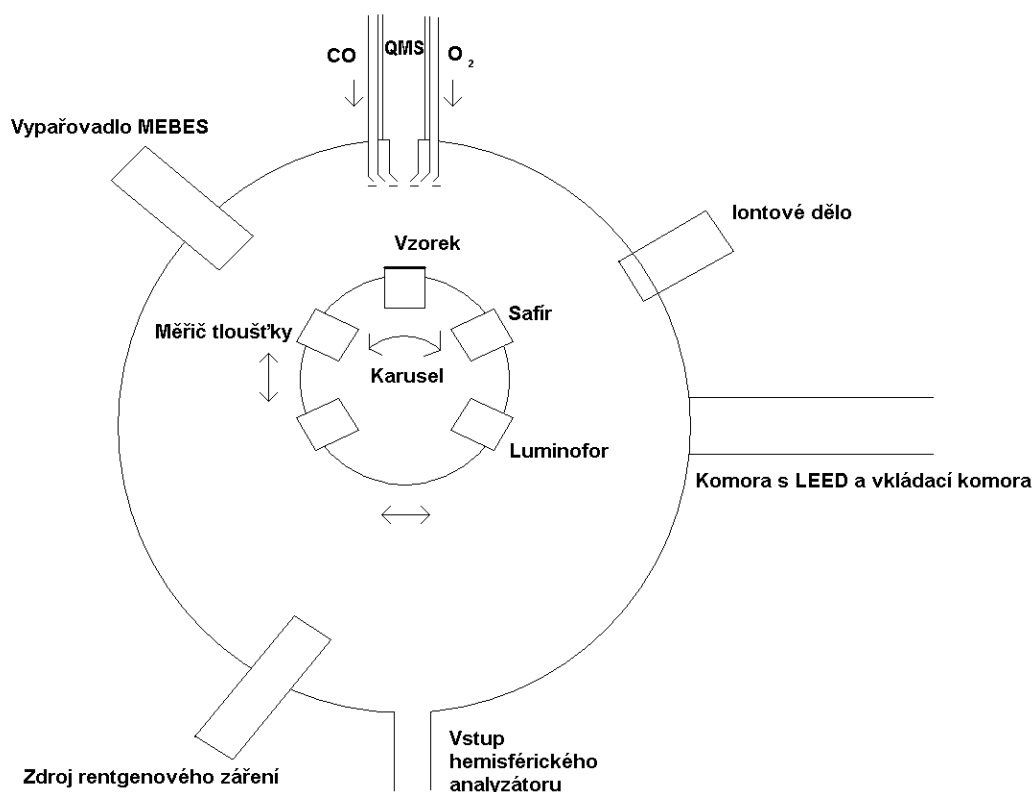 CO
QMS
O 2
Vypařovadlo MEBES
Iontové dělo
Vzorek
Safír
Měřič tloušťky
Karusel
Luminofor
Komora s LEED a vkládací komora
Vstup
hemisférického
analyzátoru
Zdroj rentgenového záření